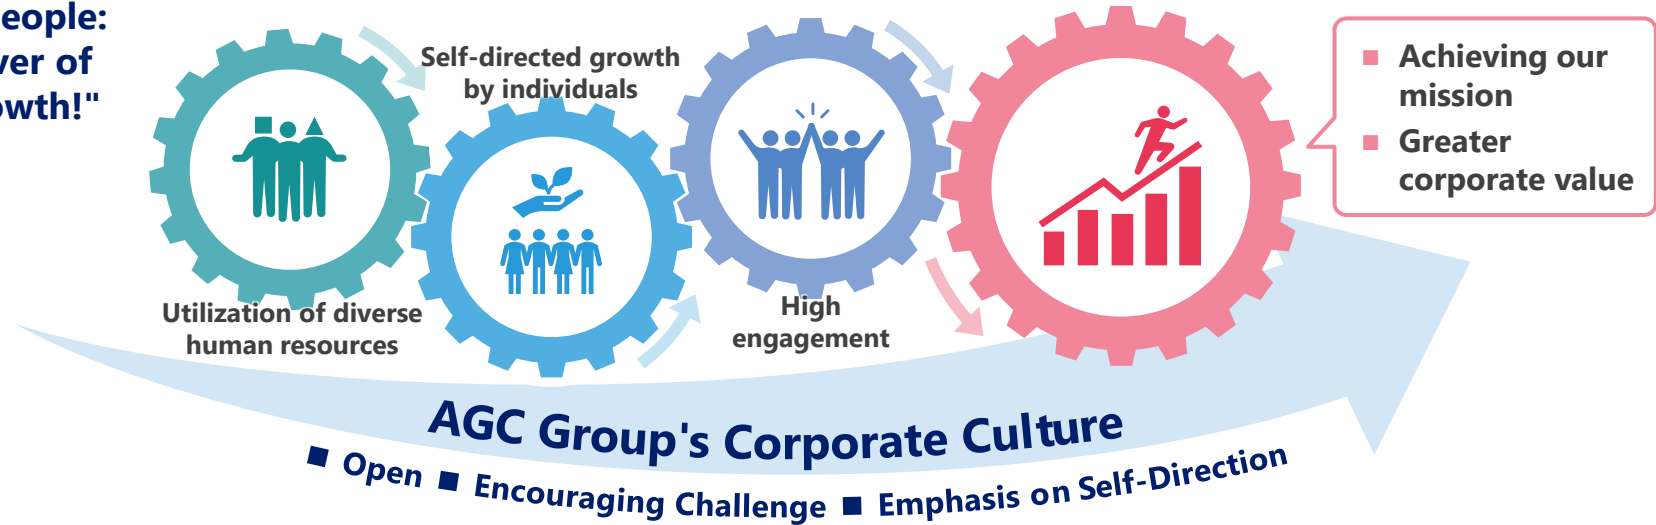 eople:
ver of
owth!"
Self-directed growth
by individuals
Utilization of diverse
human resources
High
engagement
■ Achieving our
mission
■ Greater
corporate value
AGC Group's Corporate Culture
■ Open ■ Encouraging Challenge ■ Emphasis on Self-Direction